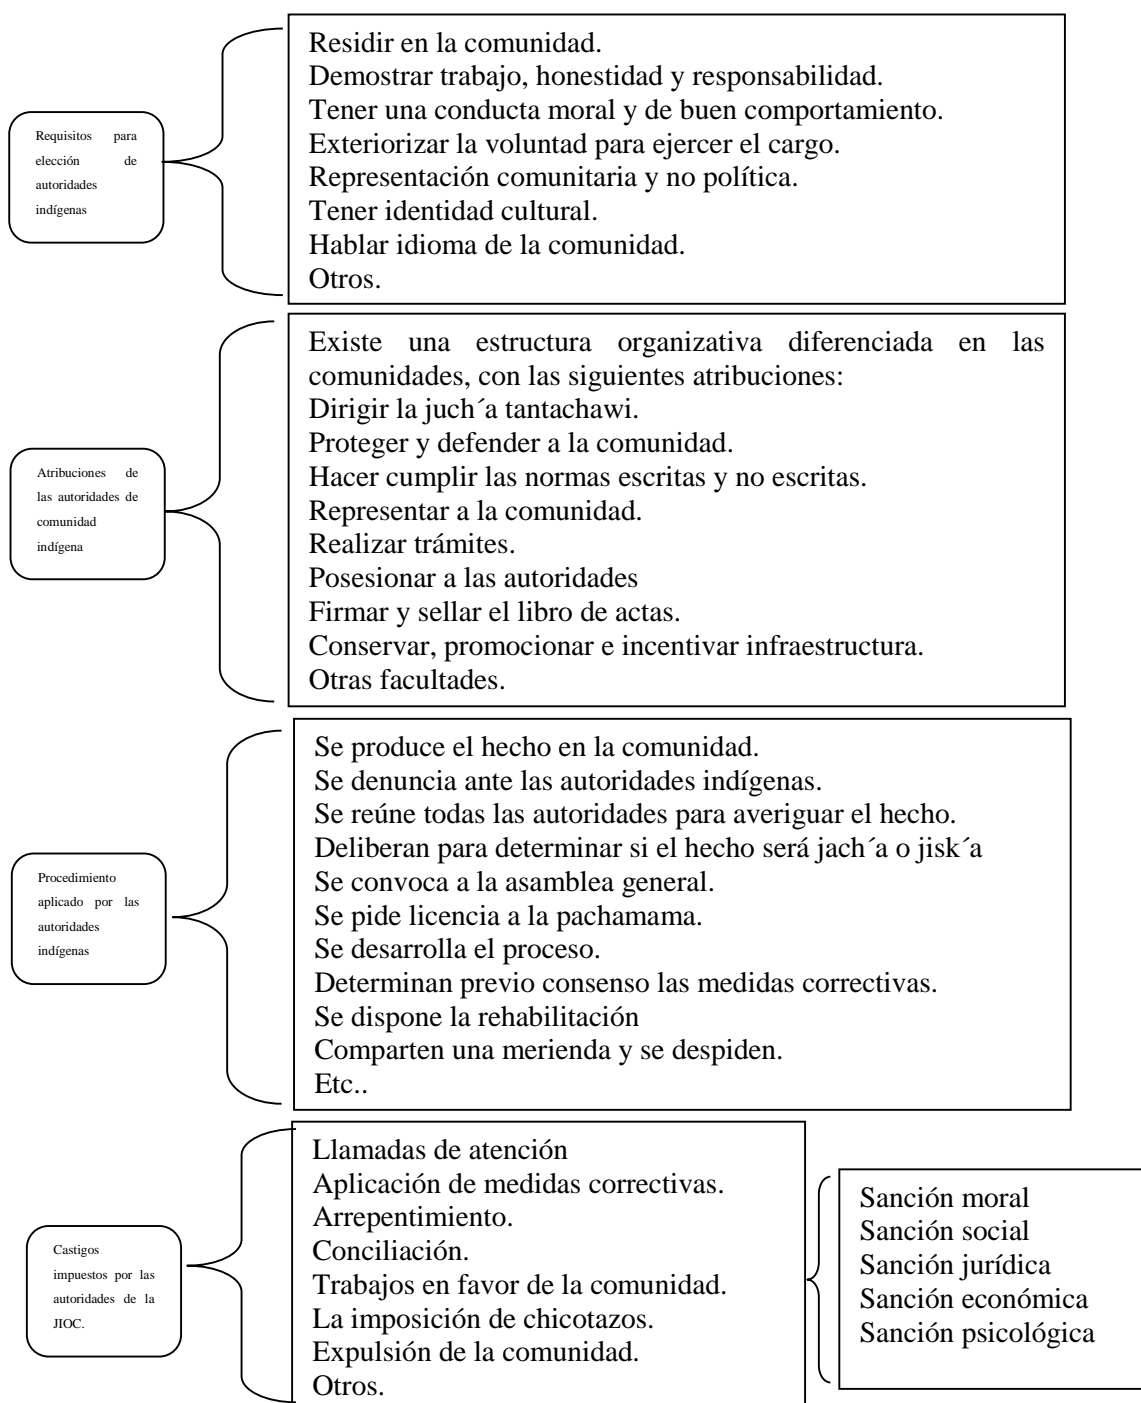 Requisitos para
elección de
autoridades
indígenas
Residir en la comunidad.
Demostrar trabajo, honestidad y responsabilidad.
Tener una conducta moral y de buen comportamiento.
Exteriorizar la voluntad para ejercer el cargo.
Representación comunitaria y no política.
Tener identidad cultural.
Hablar idioma de la comunidad.
Otros.
Atribuciones de
las autoridades de
comunidad
indígena
Existe una estructura organizativa diferenciada en las
comunidades, con las siguientes atribuciones:
Dirigir la juch´a tantachawi.
Proteger y defender a la comunidad.
Hacer cumplir las normas escritas y no escritas.
Representar a la comunidad.
Realizar trámites.
Posesionar a las autoridades
Firmar y sellar el libro de actas.
Conservar, promocionar e incentivar infraestructura.
Otras facultades.
Procedimiento
aplicado por las
autoridades
indígenas
Se produce el hecho en la comunidad.
Se denuncia ante las autoridades indígenas.
Se reúne todas las autoridades para averiguar el hecho.
Deliberan para determinar si el hecho será jach´a o jisk´a
Se convoca a la asamblea general.
Se pide licencia a la pachamama.
Se desarrolla el proceso.
Determinan previo consenso las medidas correctivas.
Se dispone la rehabilitación
Comparten una merienda y se despiden.
Etc..
Castigos
impuestos por las
autoridades de la
JIOC.
Llamadas de atención
Aplicación de medidas correctivas.
Arrepentimiento.
Conciliación.
Trabajos en favor de la comunidad.
La imposición de chicotazos.
Expulsión de la comunidad.
Otros.
Sanción moral
Sanción social
Sanción jurídica
Sanción económica
Sanción psicológica